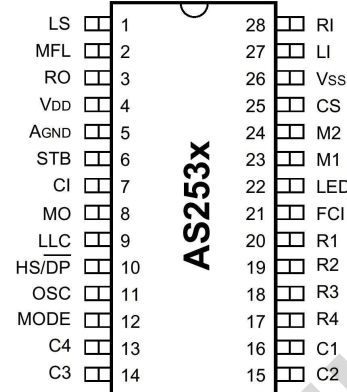 LS 1 28 RI
MFL 2 27 LI
RO 3 26 VSS
VDD 4 25 CS
AGND 5 24 M2
STB 6 23 M1
CI 7 22 LED
MO 8 21 FCI
LLC 9 20 R1
HS/DP 10 19 R2
OSC 11 18 R3
MODE 12 17 R4
C4 13 16 C1
C3 14 15 C2
AS253x